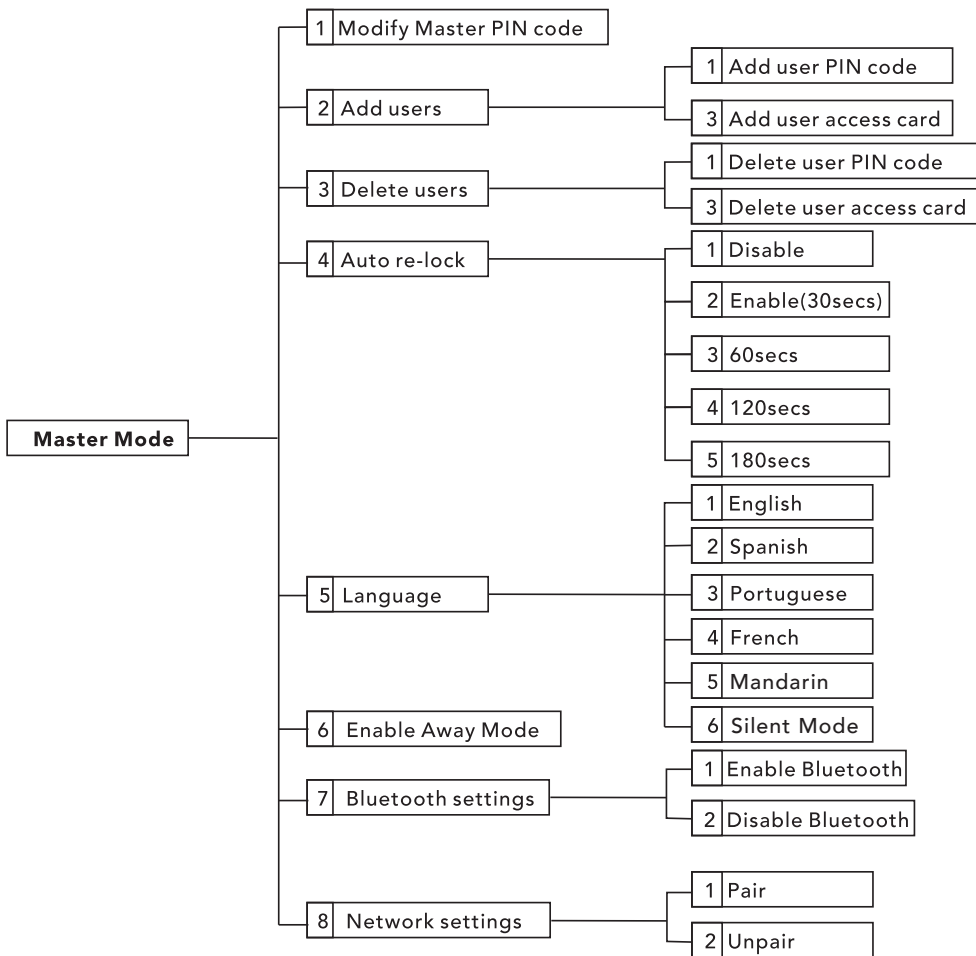 Master Mode
1 Modify Master PIN code
2 Add users
1 Add user PIN code
3 Add user access card
3 Delete users
1 Delete user PIN code
3 Delete user access card
4 Auto re-lock
1 Disable
2 Enable(30secs)
3 60secs
4 120secs
5 180secs
5 Language
1 English
2 Spanish
3 Portuguese
4 French
5 Mandarin
6 Silent Mode
6 Enable Away Mode
7 Bluetooth settings
1 Enable Bluetooth
2 Disable Bluetooth
8 Network settings
1 Pair
2 Unpair